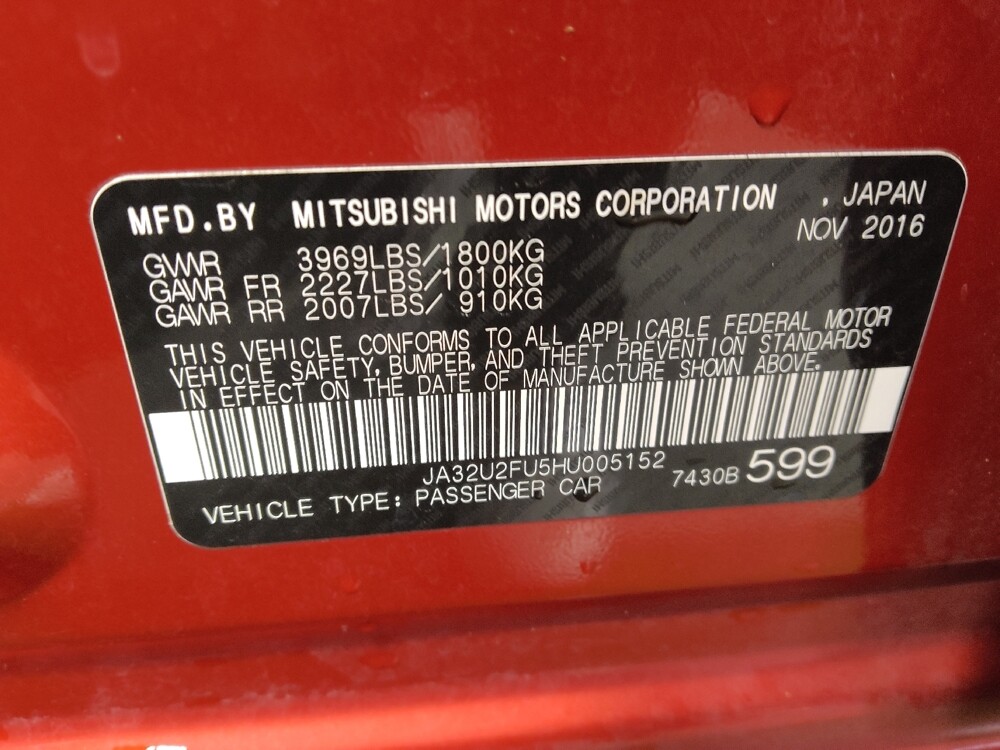 MFD.BY MITSUBISHI MOTORS CORPORATION . JAPAN
NOV 2016
GVWR 3969LBS/1800KG
GAWR FR 2227LBS/1010KG
GAWR RR 2007LBS/ 910KG
THIS VEHICLE CONFORMS TO ALL APPLICABLE FEDERAL MOTOR
VEHICLE SAFETY, BUMPER, AND THEFT PREVENTION STANDARDS
IN EFFECT ON THE DATE OF MANUFACTURE SHOWN ABOVE.
JA32U2FU5HU005152
7430B 599
VEHICLE TYPE: PASSENGER CAR